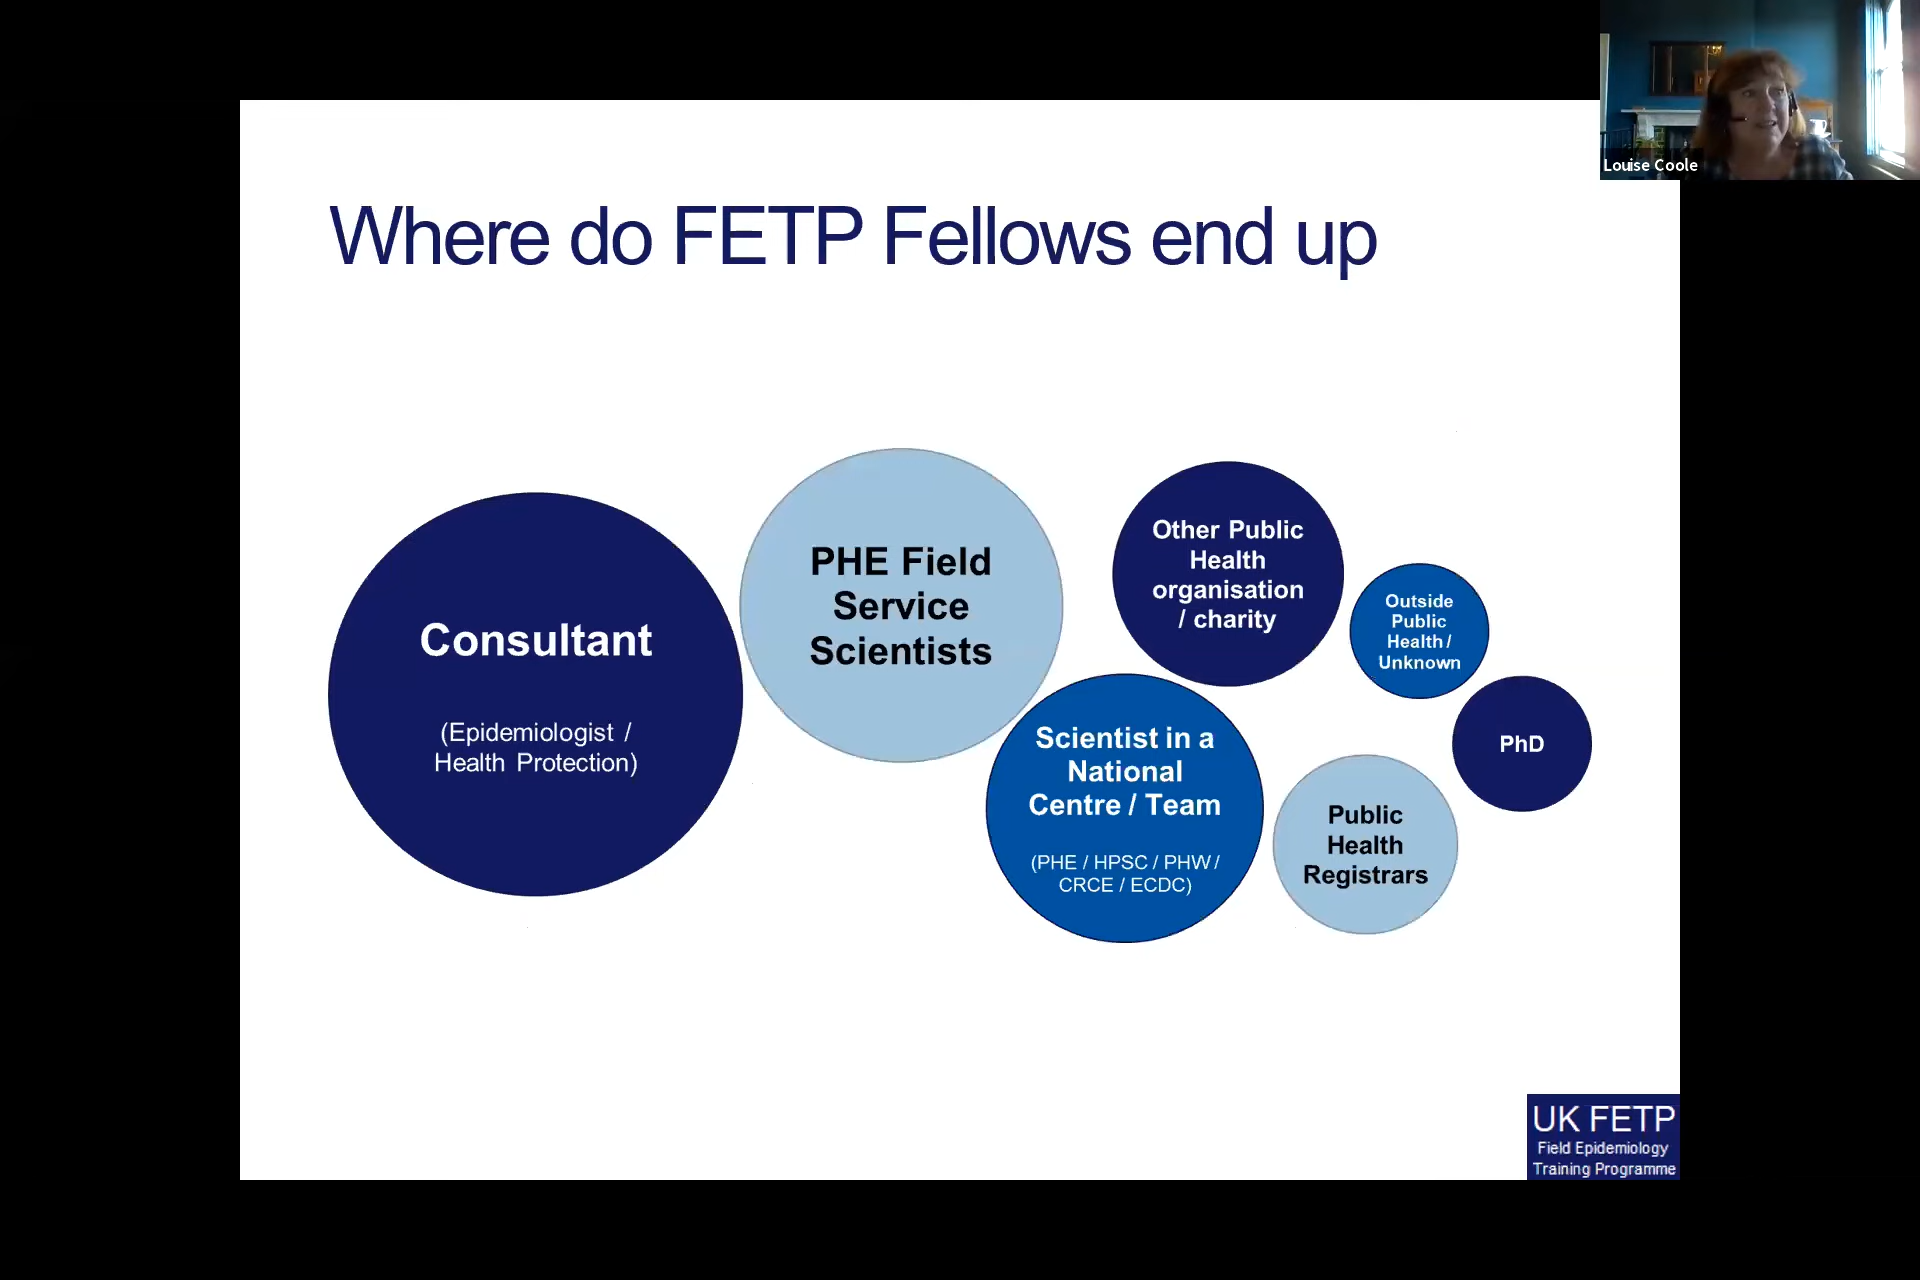 Louise Coole
Where do FETP Fellows end up
Consultant
(Epidemiologist /
Health Protection)
PHE Field
Service
Scientists
Other Public
Health
organisation
/ charity
Outside
Public
Health /
Unknown
Scientist in a
National
Centre / Team
(PHE / HPSC / PHW /
CRCE / ECDC)
Public
Health
Registrars
PhD
UK FETP
Field Epidemiology
Training Programme